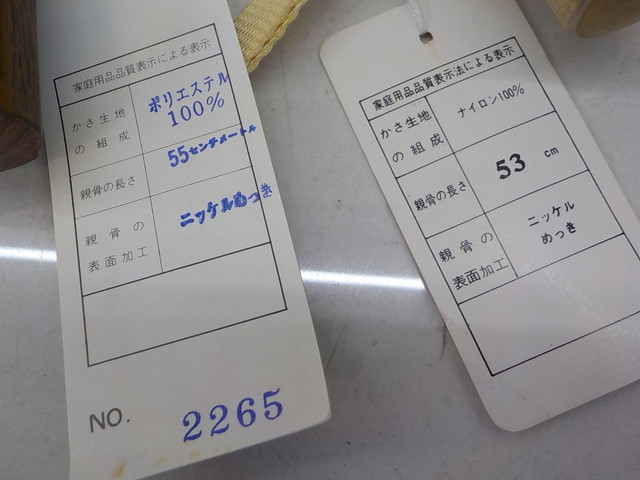 家庭用品品質表示による表示
かさ生地
の組成
ポリエステル
100%
親骨の長さ
55センチメートル
親骨の
表面加工
ニッケルめっき
NO. 2265
家庭用品品質表示法による表示
かさ生地
の組成
ナイロン100%
親骨の長さ
53 cm
親骨の
表面加工
ニッケル
めっき